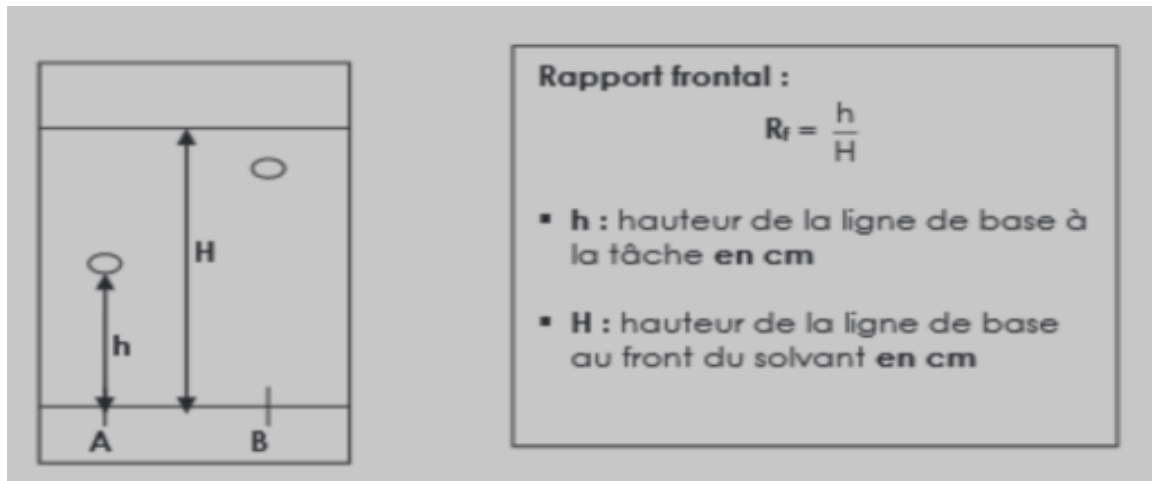 H
h
A
B
Rapport frontal :
Rf = h/H
▪ h : hauteur de la ligne de base à
la tâche en cm
▪ H : hauteur de la ligne de base
au front du solvant en cm